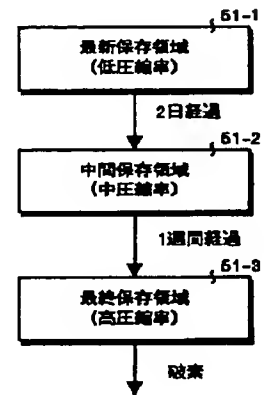 51-1
最新保存領域
(低圧縮率)
2日経過
51-2
中間保存領域
(中圧縮率)
1週間経過
51-3
最終保存領域
(高圧縮率)
破棄